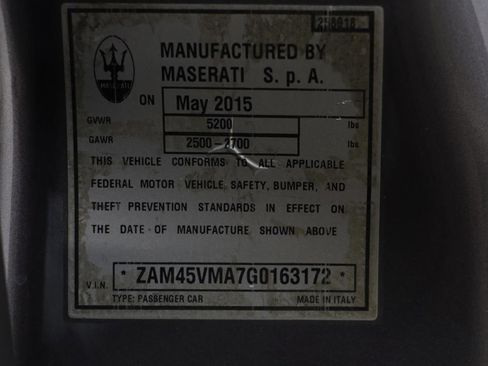 258018
MANUFACTURED BY
MASERATI S.p.A.
MASERATI
ON May 2015
GVWR 5200 lbs
GAWR 2500-2700 lbs
THIS VEHICLE CONFORMS TO ALL APPLICABLE
FEDERAL MOTOR VEHICLE SAFETY, BUMPER, AND
THEFT PREVENTION STANDARDS IN EFFECT ON
THE DATE OF MANUFACTURE SHOWN ABOVE
V.I.N. * ZAM45VMA7G0163172 *
TYPE: PASSENGER CAR MADE IN ITALY